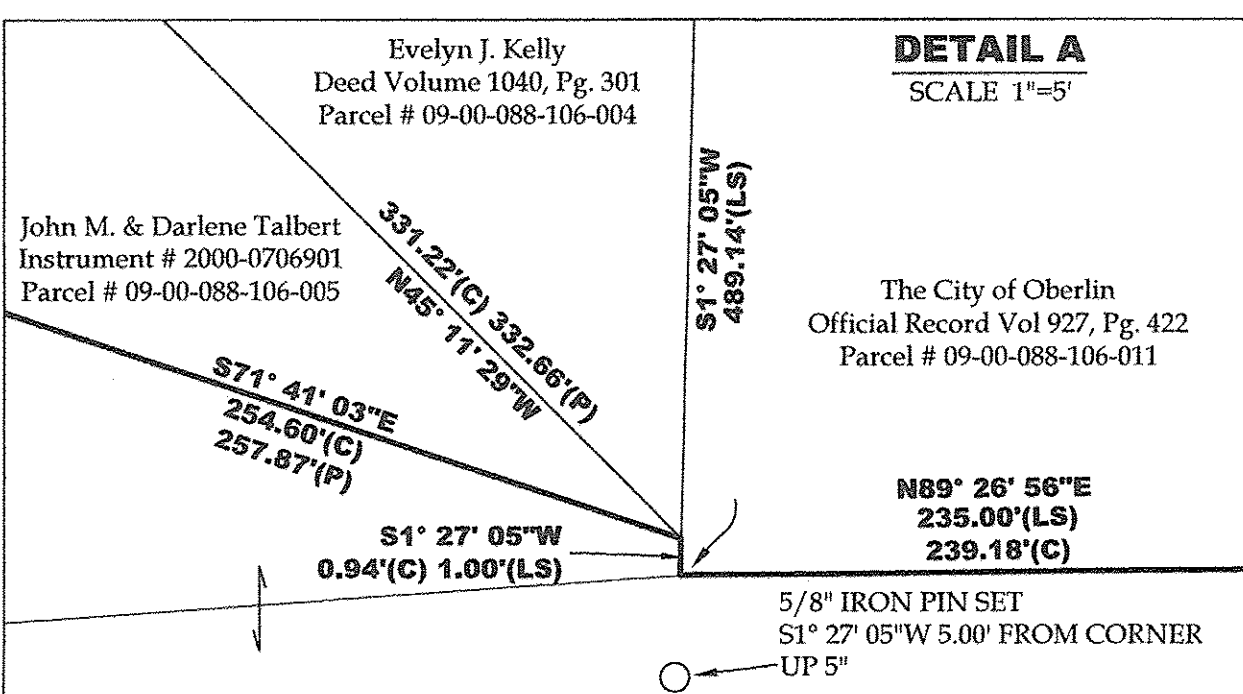 Evelyn J. Kelly
Deed Volume 1040, Pg. 301
Parcel # 09-00-088-106-004
DETAIL A
SCALE 1"=5'
John M. & Darlene Talbert
Instrument # 2000-0706901
Parcel # 09-00-088-106-005
331.22'(C) 332.66'(P)
N45° 11' 29"W
S1° 27' 05"W
489.14'(LS)
The City of Oberlin
Official Record Vol 927, Pg. 422
Parcel # 09-00-088-106-011
S71° 41' 03"E
254.60'(C)
257.87'(P)
S1° 27' 05"W
0.94'(C) 1.00'(LS)
N89° 26' 56"E
235.00'(LS)
239.18'(C)
5/8" IRON PIN SET
S1° 27' 05"W 5.00' FROM CORNER
UP 5"